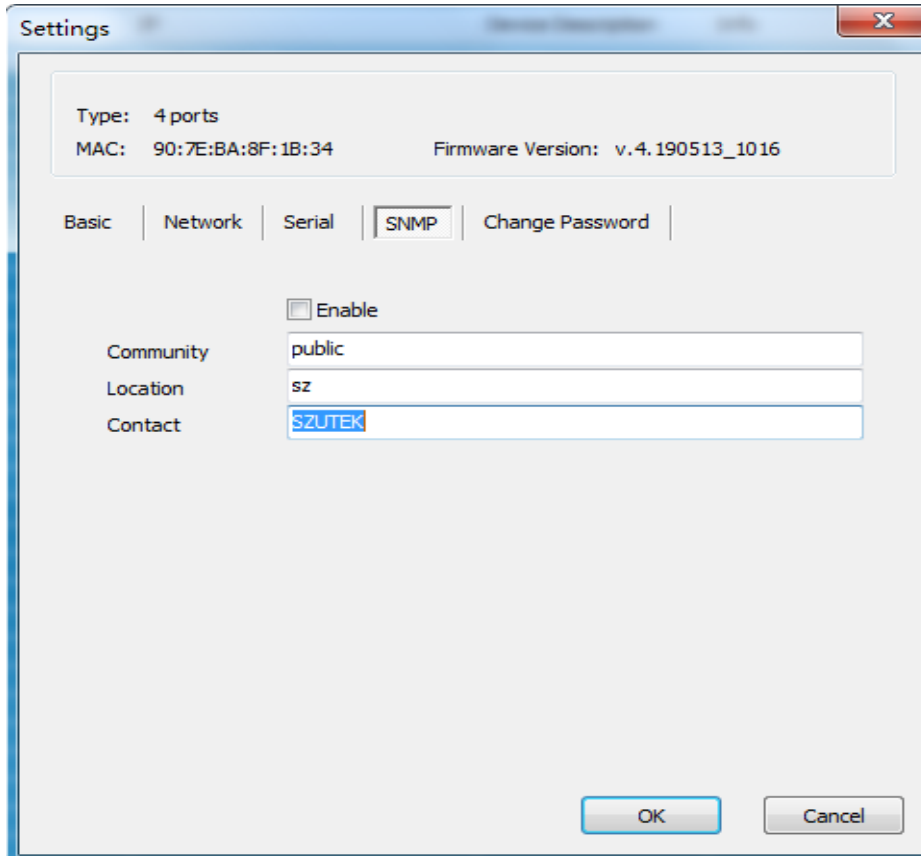 Settings
Type: 4 ports
MAC: 90:7E:BA:8F:1B:34 Firmware Version: v.4.190513_1016
Basic Network Serial SNMP Change Password
Enable
Community public
Location sz
Contact SZUTEK
OK Cancel